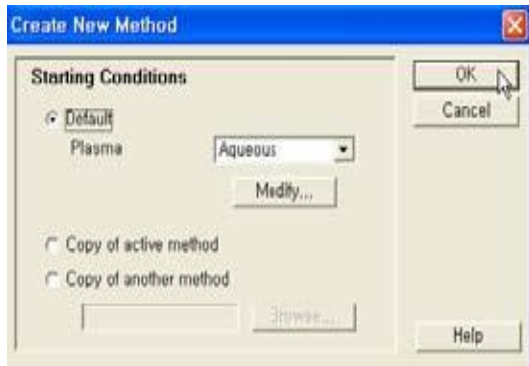 Create New Method
Starting Conditions
Default
Plasma
Aqueous
Modify...
Copy of active method
Copy of another method
Browse...
OK
Cancel
Help